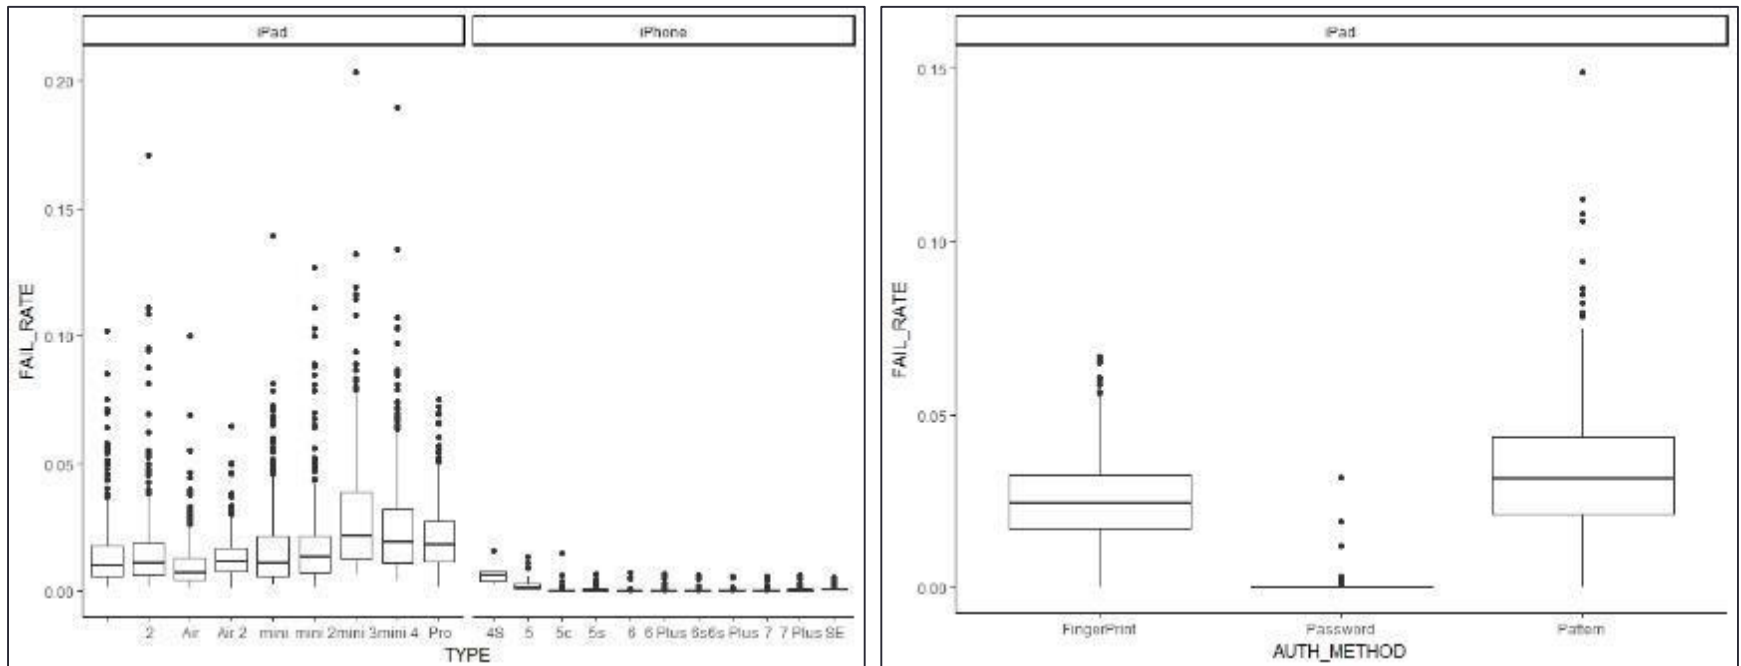 iPad
iPhone
FAIL_RATE
0.20
0.15
0.10
0.05
0.00
2 Air Air 2 mini mini 2 mini 3 mini 4 Pro
4S 5 5c 5s 6 6 Plus 6s 6s Plus 7 7 Plus SE
TYPE
iPad
FAIL_RATE
0.15
0.10
0.05
0.00
FingerPrint Password Pattern
AUTH_METHOD